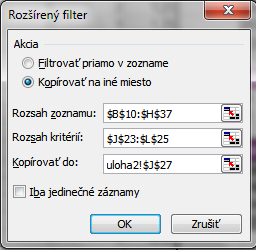 Rozšírený filter
Akcia
Filtrovať priamo v zozname
Kopírovať na iné miesto
Rozsah zoznamu: $B$10:$H$37
Rozsah kritérií: $J$23:$L$25
Kopírovať do: uloha2!$J$27
Iba jedinečné záznamy
OK Zrušiť